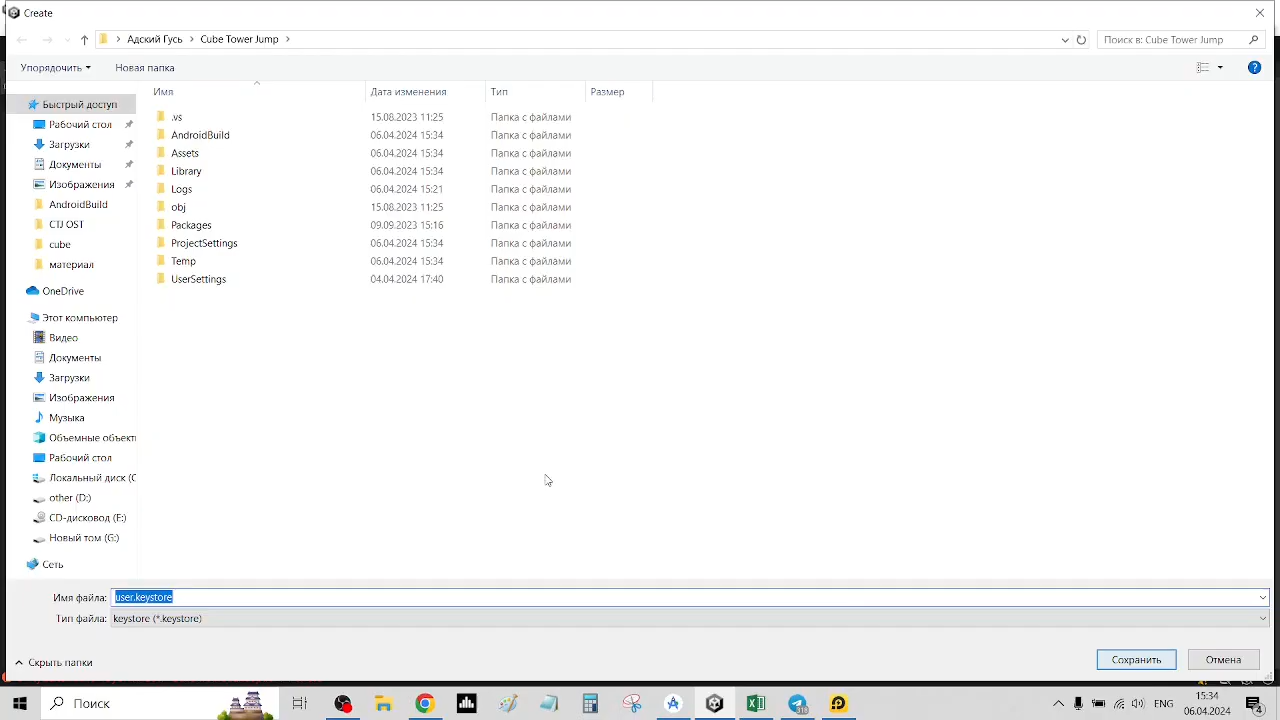 Create
Адский Гусь > Cube Tower Jump >
Поиск в: Cube Tower Jump
Упорядочить
Новая папка
Имя
Дата изменения
Тип
Размер
.vs 15.08.2023 11:25 Папка с файлами
AndroidBuild 06.04.2024 15:34 Папка с файлами
Assets 06.04.2024 15:34 Папка с файлами
Library 06.04.2024 15:34 Папка с файлами
Logs 06.04.2024 15:21 Папка с файлами
obj 15.08.2023 11:25 Папка с файлами
Packages 09.09.2023 15:16 Папка с файлами
ProjectSettings 06.04.2024 15:34 Папка с файлами
Temp 06.04.2024 15:34 Папка с файлами
UserSettings 04.04.2024 17:40 Папка с файлами
Быстрый доступ
Рабочий стол
Загрузки
Документы
Изображения
AndroidBuild
CTJ OST
cube
материал
OneDrive
Этот компьютер
Видео
Документы
Загрузки
Изображения
Музыка
Объемные объект
Рабочий стол
Локальный диск (C
other (D:)
CD-дисковод (E:)
Новый том (G:)
Сеть
Имя файла: user.keystore
Тип файла: keystore (*.keystore)
Скрыть папки
Сохранить
Отмена
Поиск
ENG
15:34
06.04.2024
4